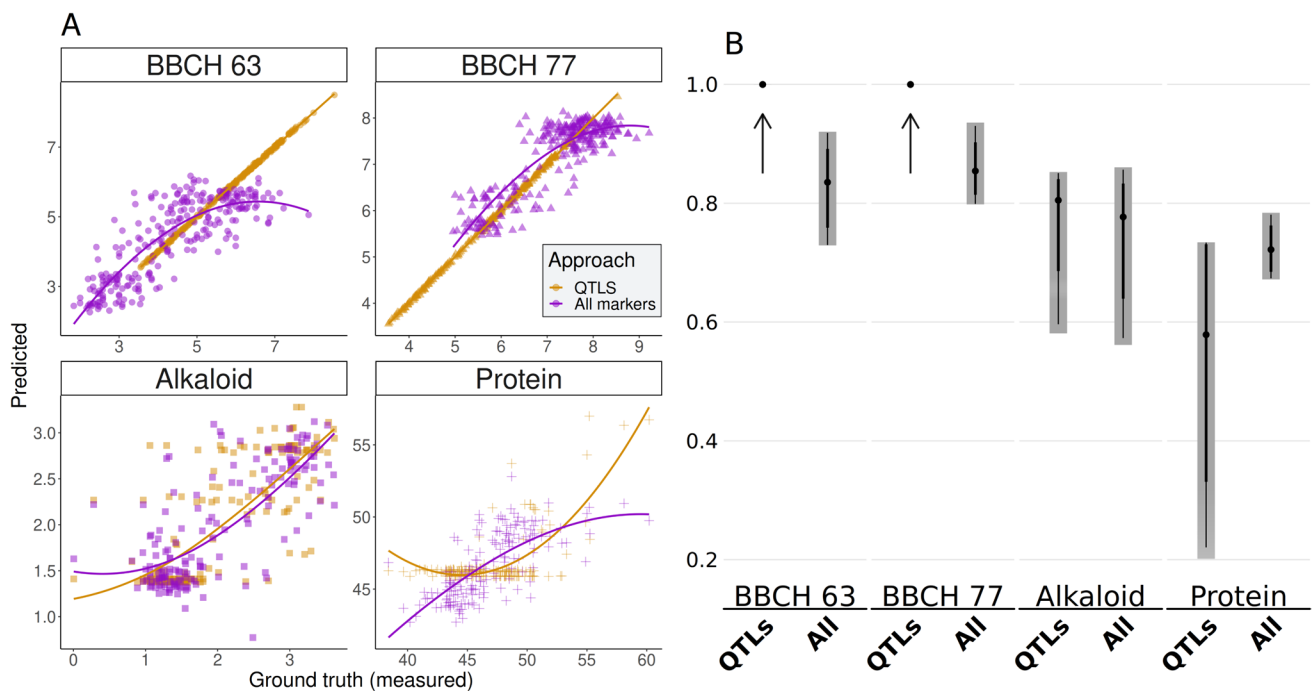 A
BBCH 63
BBCH 77
7
5
3
3
5
7
8
7
6
5
4
4
5
6
7
8
9
Approach
QTLS
All markers
Predicted
Alkaloid
Protein
3.0
2.5
2.0
1.5
1.0
0
1
2
3
55
50
45
40
45
50
55
60
Ground truth (measured)
B
1.0
0.8
0.6
0.4
0.2
BBCH 63
BBCH 77
Alkaloid
Protein
QTLs
All
QTLs
All
QTLs
All
QTLs
All